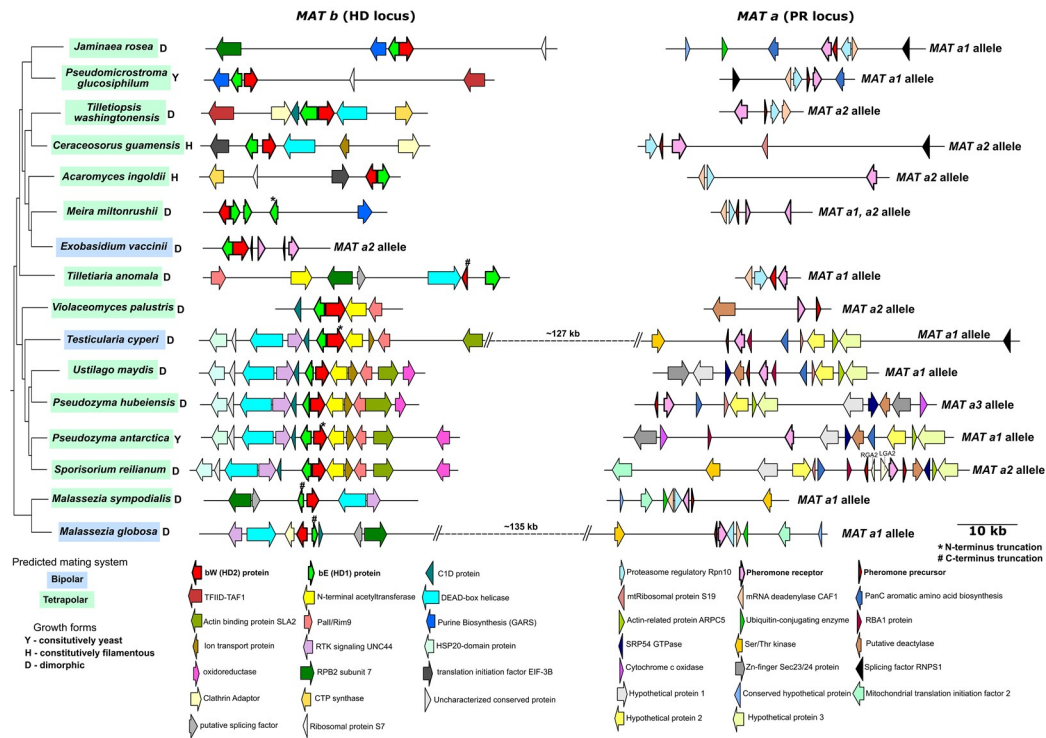 MAT b (HD locus)
MAT a (PR locus)
Jaminaea rosea D
MAT a1 allele
Pseudomicrostroma
glucosiphilum Y
MAT a1 allele
Tilletiopsis
washingtonensis D
MAT a2 allele
Ceraceosorus guamensis H
MAT a2 allele
Acaromyces ingoldii H
MAT a2 allele
Meira miltonrushii D
*
MAT a1, a2 allele
Exobasidium vaccinii D
MAT a2 allele
Tilletiaria anomala D
#
MAT a1 allele
Violaceomyces palustris D
MAT a2 allele
Testicularia cyperi D
*
~127 kb
MAT a1 allele
Ustilago maydis D
MAT a1 allele
Pseudozyma hubeiensis D
MAT a3 allele
Pseudozyma antarctica Y
*
MAT a1 allele
Sporisorium reilianum D
RGA2 LGA2
MAT a2 allele
Malassezia sympodialis D
#
MAT a1 allele
Malassezia globosa D
#
~135 kb
MAT a1 allele
10 kb
* N-terminus truncation
# C-terminus truncation
Predicted mating system
Bipolar
Tetrapolar
Growth forms
Y - consitutively yeast
H - constitutively filamentous
D - dimorphic
bW (HD2) protein
TFIID-TAF1
Actin binding protein SLA2
Ion transport protein
oxidoreductase
Clathrin Adaptor
putative splicing factor
bE (HD1) protein
N-terminal acetyltransferase
PalI/Rim9
RTK signaling UNC44
RPB2 subunit 7
CTP synthase
Ribosomal protein S7
C1D protein
DEAD-box helicase
Purine Biosynthesis (GARS)
HSP20-domain protein
translation initiation factor EIF-3B
Uncharacterized conserved protein
Proteasome regulatory Rpn10
mtRibosomal protein S19
Actin-related protein ARPC5
SRP54 GTPase
Cytochrome c oxidase
Hypothetical protein 1
Hypothetical protein 2
Pheromone receptor
mRNA deadenylase CAF1
Ubiquitin-conjugating enzyme
Ser/Thr kinase
Zn-finger Sec23/24 protein
Conserved hypothetical protein
Hypothetical protein 3
Pheromone precursor
PanC aromatic amino acid biosynthesis
RBA1 protein
Putative deactylase
Splicing factor RNPS1
Mitochondrial translation initiation factor 2